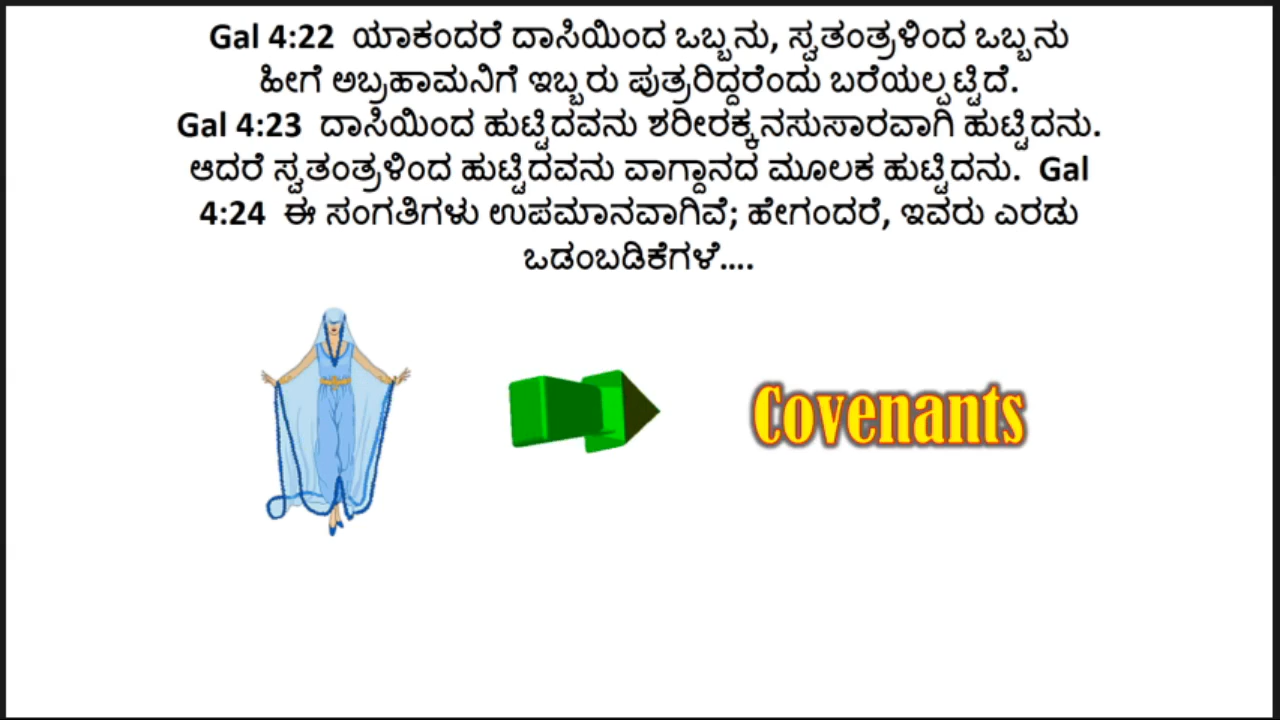 Gal 4:22 ಯಾಕಂದರೆ ದಾಸಿಯಿಂದ ಒಬ್ಬನು, ಸ್ವತಂತ್ರಳಿಂದ ಒಬ್ಬನು
ಹೀಗೆ ಅಬ್ರಹಾಮನಿಗೆ ಇಬ್ಬರು ಪುತ್ರರಿದ್ದರೆಂದು ಬರೆಯಲ್ಪಟ್ಟಿದೆ.
Gal 4:23 ದಾಸಿಯಿಂದ ಹುಟ್ಟಿದವನು ಶರೀರಕ್ಕನಸುಸಾರವಾಗಿ ಹುಟ್ಟಿದನು.
ಆದರೆ ಸ್ವತಂತ್ರಳಿಂದ ಹುಟ್ಟಿದವನು ವಾಗ್ದಾನದ ಮೂಲಕ ಹುಟ್ಟಿದನು. Gal
4:24 ಈ ಸಂಗತಿಗಳು ಉಪಮಾನವಾಗಿವೆ; ಹೇಗಂದರೆ, ಇವರು ಎರಡು
ಒಡಂಬಡಿಕೆಗಳೆ....
Covenants